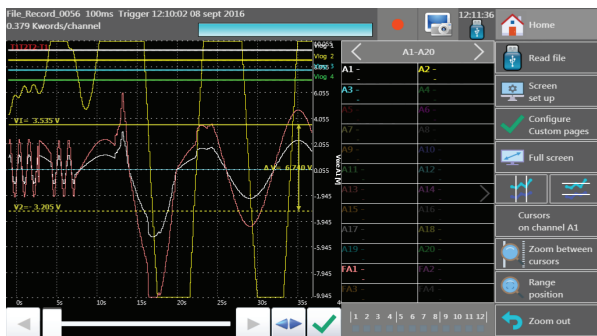 File_Record_0056 100ms Trigger 12:10:02 08 sept 2016
0.379 Kwords/channel
12:11:36
Home
Read file
Screen
set up
Configure
Custom pages
Full screen
Cursors
on channel A1
Zoom between
cursors
Range
position
Zoom out
A1-A20
A1 -
A2 -
A3 -
A4 -
A5 -
A6 -
A7 -
A8 -
A9 -
A10 -
A11 -
A12 -
A13 -
A14 -
A15 -
A16 -
A17 -
A18 -
A19 -
A20 -
FA1 -
FA2 -
FA3 -
FA4 -
1 2 3 4 5 6 7 8 9 10 11 12
T1
T2
Vlog 2
Vlog 3
Vlog 4
6.055
4.055
0.055
-1.945
-3.945
-5.945
-7.945
-9.945
V1= 3.535 V
Δ V= 6.740 V
V2=- 3.205 V
0s 5s 10s 15s 20s 25s 30s 35s 4